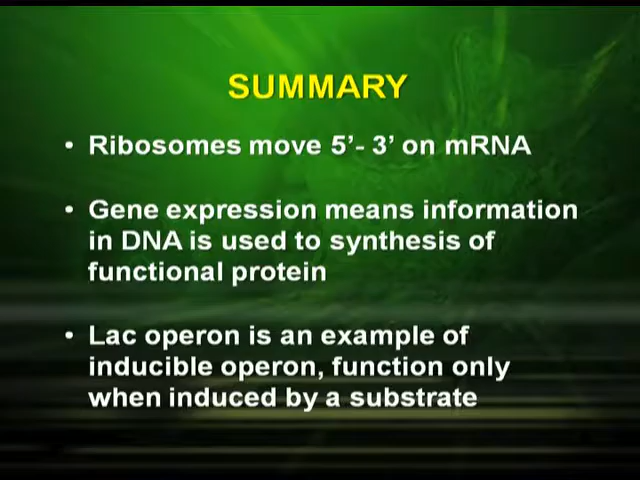 SUMMARY
• Ribosomes move 5’- 3’ on mRNA
• Gene expression means information
in DNA is used to synthesis of
functional protein
• Lac operon is an example of
inducible operon, function only
when induced by a substrate